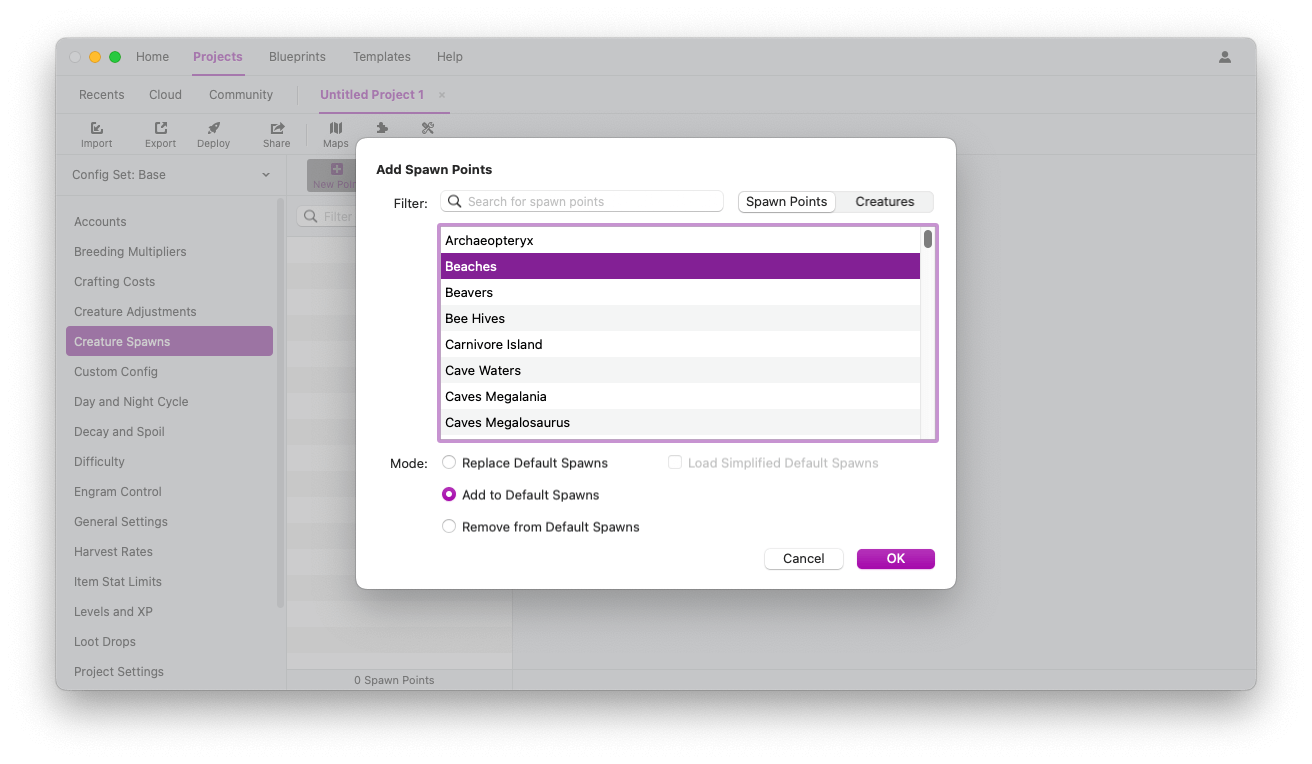 Home Projects Blueprints Templates Help
Recents Cloud Community Untitled Project 1 ×
Import Export Deploy Share Maps
Config Set: Base
New
Filter
Accounts
Breeding Multipliers
Crafting Costs
Creature Adjustments
Creature Spawns
Custom Config
Day and Night Cycle
Decay and Spoil
Difficulty
Engram Control
General Settings
Harvest Rates
Item Stat Limits
Levels and XP
Loot Drops
Project Settings
0 Spawn Points
Add Spawn Points
Filter: Search for spawn points Spawn Points Creatures
Archaeopteryx
Beaches
Beavers
Bee Hives
Carnivore Island
Cave Waters
Caves Megalania
Caves Megalosaurus
Mode: Replace Default Spawns Load Simplified Default Spawns
Add to Default Spawns
Remove from Default Spawns
Cancel OK